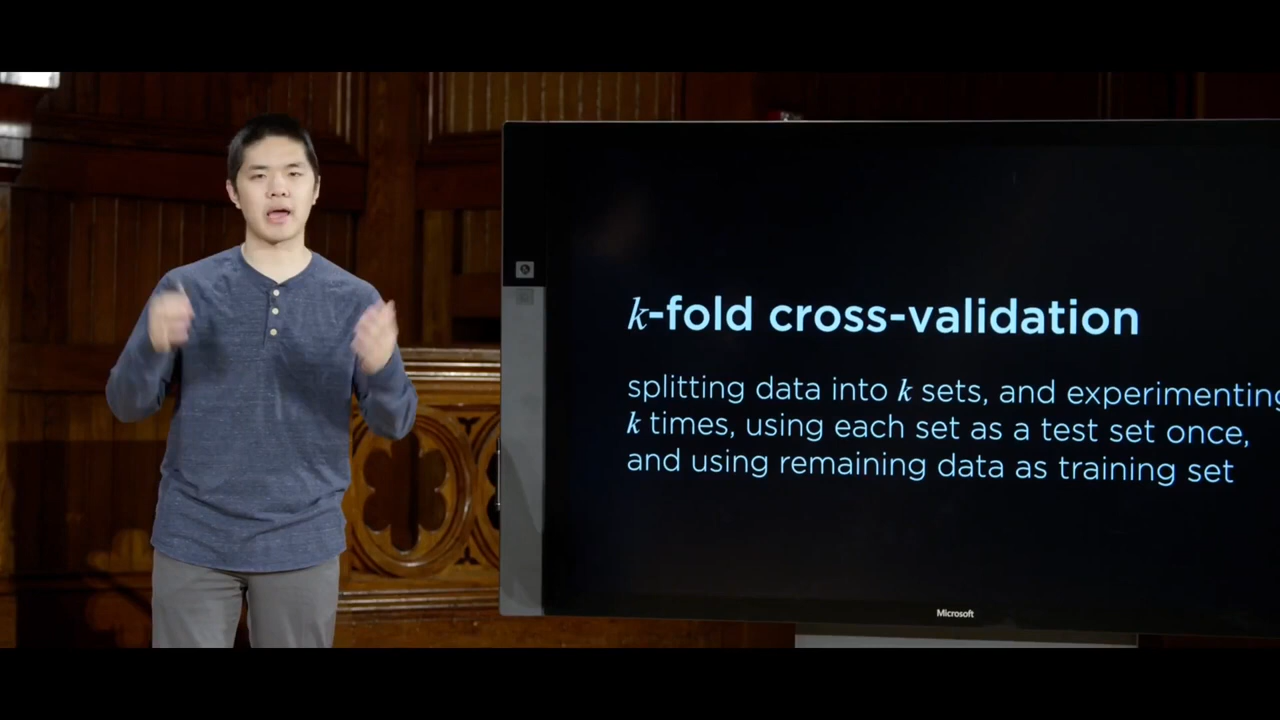 k-fold cross-validation
splitting data into k sets, and experimenting
k times, using each set as a test set once,
and using remaining data as training set
Microsoft